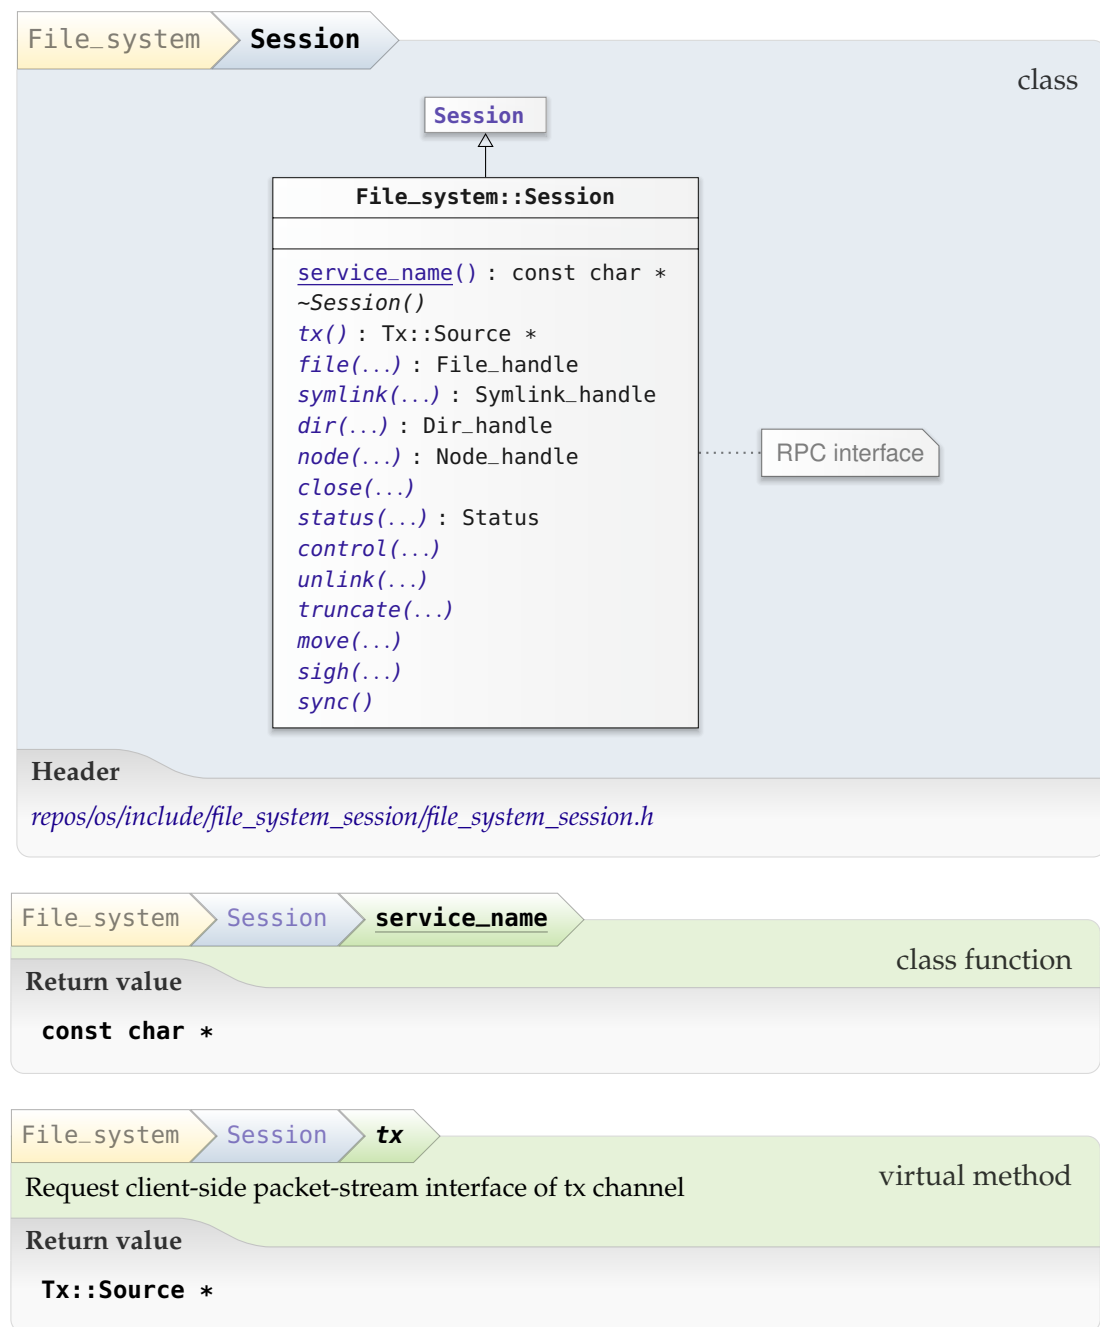 File_system Session
class
Session
File_system::Session
service_name() : const char *
~Session()
tx() : Tx::Source *
file(...) : File_handle
symlink(...) : Symlink_handle
dir(...) : Dir_handle
node(...) : Node_handle
RPC interface
close(...)
status(...) : Status
control(...)
unlink(...)
truncate(...)
move(...)
sigh(...)
sync()
Header
repos/os/include/file_system_session/file_system_session.h
File_system Session service_name
class function
Return value
const char *
File_system Session tx
virtual method
Request client-side packet-stream interface of tx channel
Return value
Tx::Source *